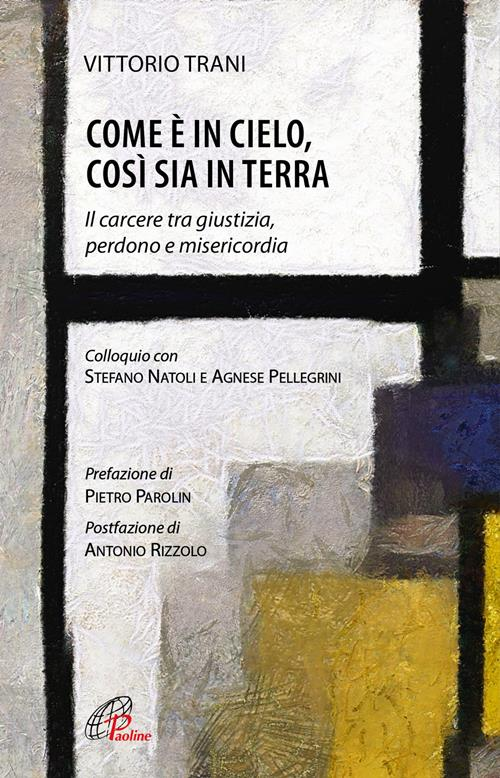 VITTORIO TRANI
COME È IN CIELO,
COSÌ SIA IN TERRA
Il carcere tra giustizia,
perdono e misericordia
Colloquio con
STEFANO NATOLI E AGNESE PELLEGRINI
Prefazione di
PIETRO PAROLIN
Postfazione di
ANTONIO RIZZOLO
Paoline